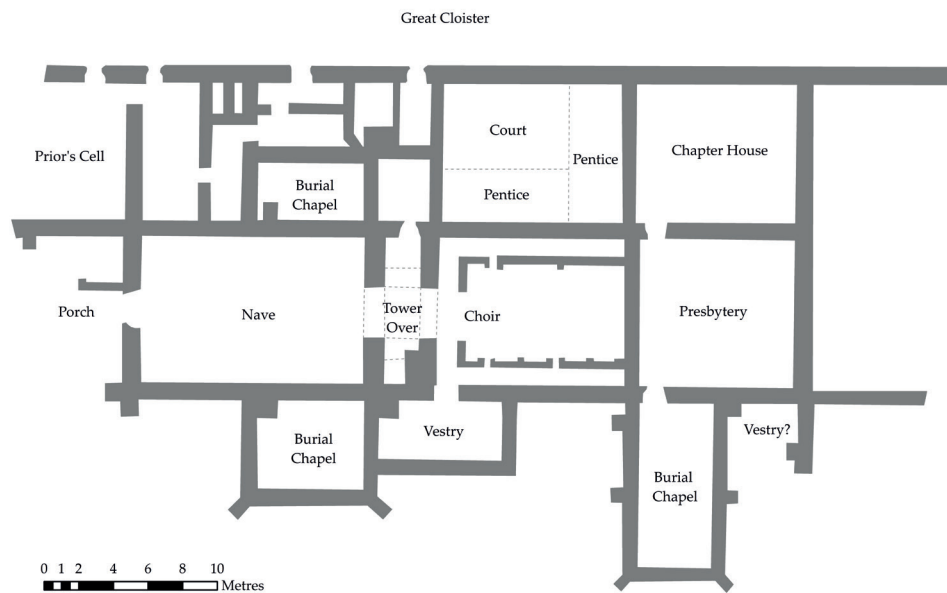 Great Cloister
Court
Chapter House
Prior's Cell
Pentice
Burial
Chapel
Pentice
Porch
Nave
Tower
Over
Choir
Presbytery
Burial
Chapel
Vestry
Vestry?
Burial
Chapel
0 1 2 4 6 8 10
Metres